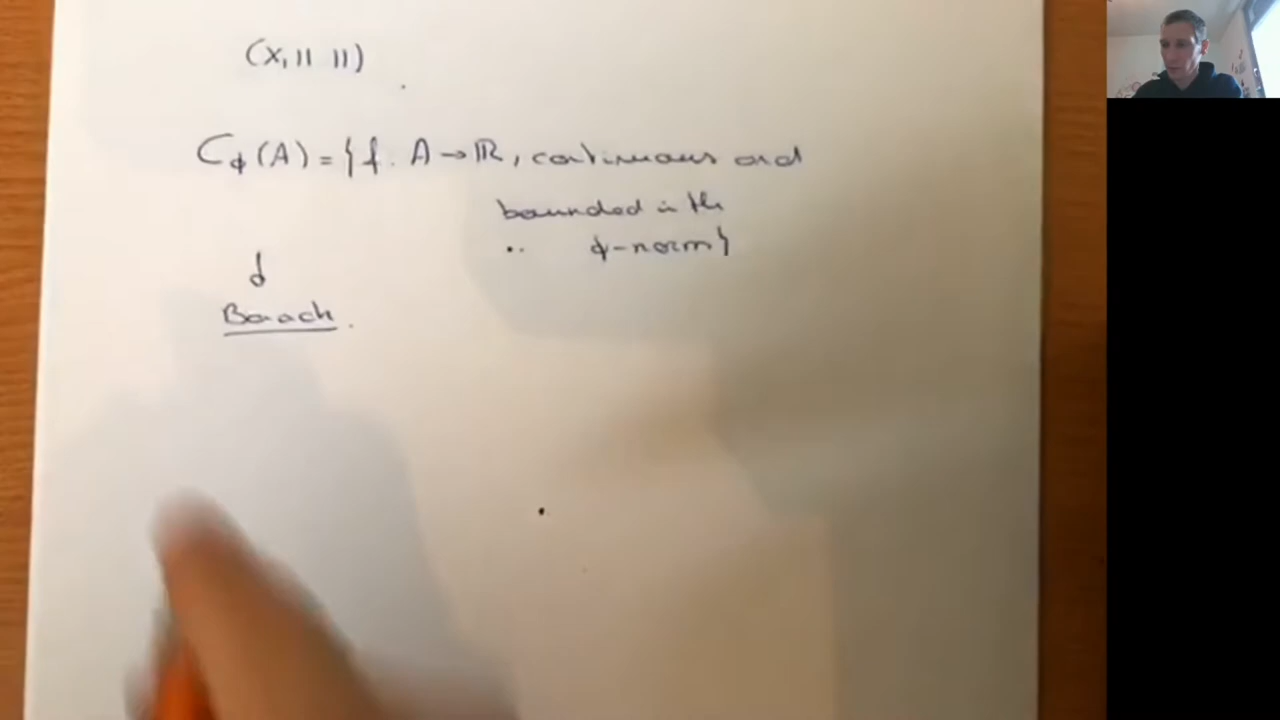 (X, || ||)
C_ϕ(A) = { f: A → ℝ, continuous and
bounded in the
ϕ-norm}
↓
Banach.